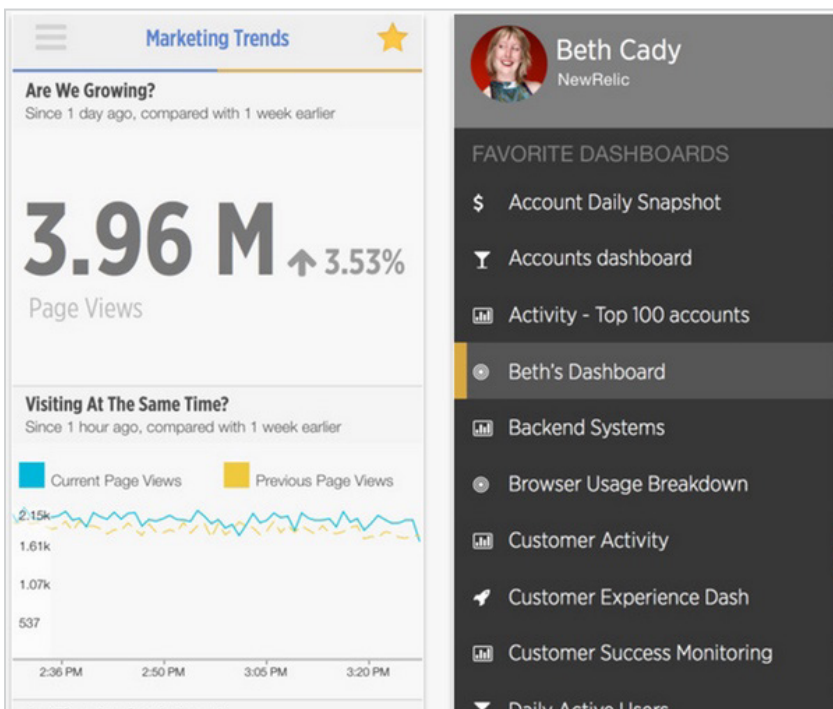 Marketing Trends
Are We Growing?
Since 1 day ago, compared with 1 week earlier
3.96 M 3.53%
Page Views
Visiting At The Same Time?
Since 1 hour ago, compared with 1 week earlier
Current Page Views Previous Page Views
2.15k
1.61k
1.07k
537
2:36 PM 2:50 PM 3:05 PM 3:20 PM
Beth Cady
NewRelic
FAVORITE DASHBOARDS
$ Account Daily Snapshot
Accounts dashboard
Activity - Top 100 accounts
Beth's Dashboard
Backend Systems
Browser Usage Breakdown
Customer Activity
Customer Experience Dash
Customer Success Monitoring
Daily Active Users